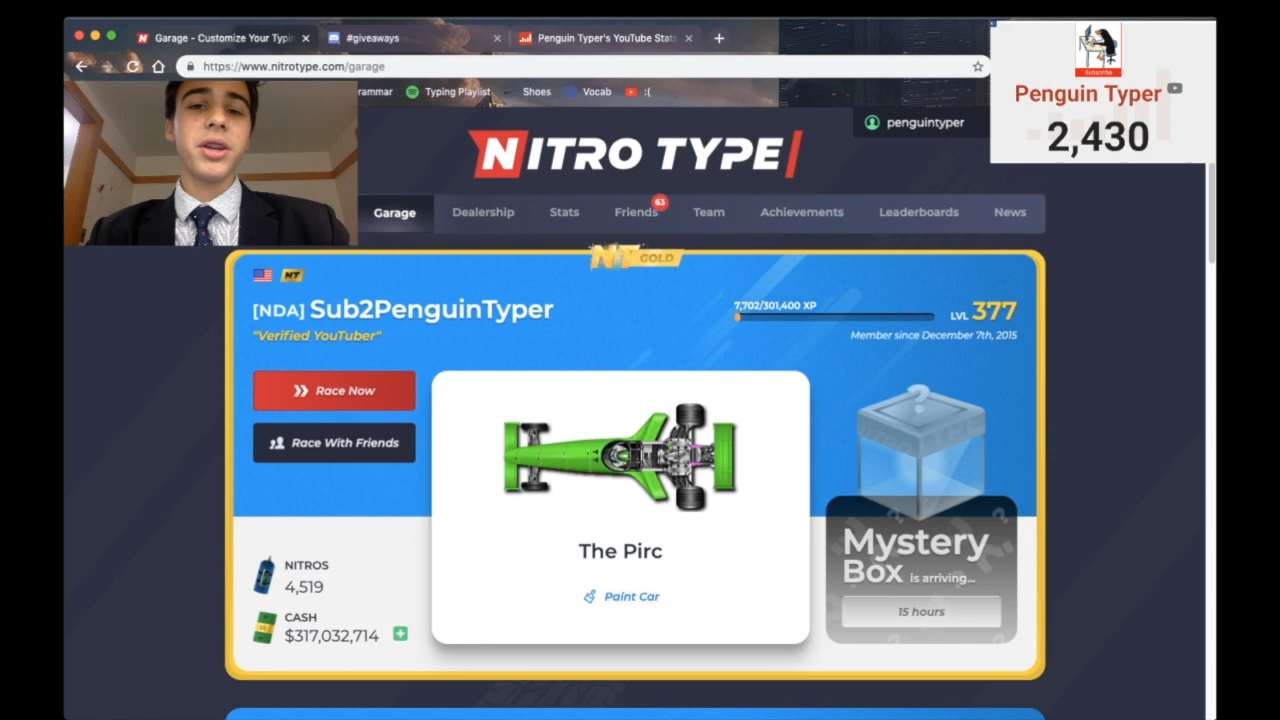 Garage - Customize Your Typi
#giveaways
Penguin Typer's YouTube Stats
https://www.nitrotype.com/garage
rammar
Typing Playlist
Shoes
Vocab
:(
Subscribe
Penguin Typer
2,430
penguintyper
NITRO TYPE
Garage
Dealership
Stats
Friends
63
Team
Achievements
Leaderboards
News
NT GOLD
NT
[NDA] Sub2PenguinTyper
"Verified YouTuber"
7,702/301,400 XP
LVL 377
Member since December 7th, 2015
Race Now
Race With Friends
NITROS
4,519
CASH
$317,032,714
The Pirc
Paint Car
?
Mystery
Box is arriving...
15 hours